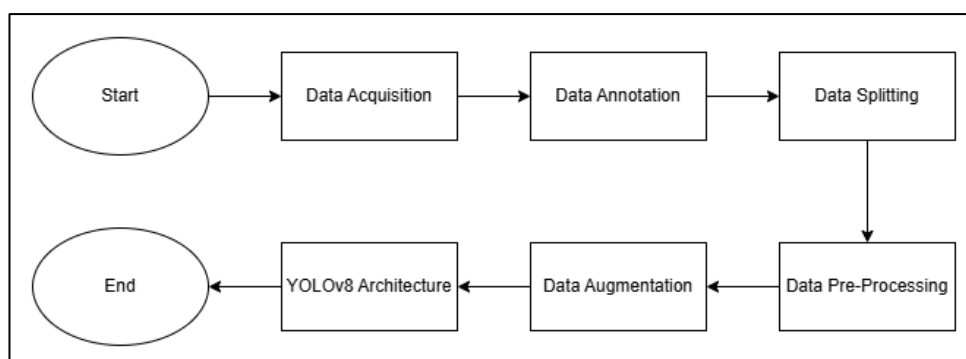 Start
Data Acquisition
Data Annotation
Data Splitting
Data Pre-Processing
Data Augmentation
YOLOv8 Architecture
End